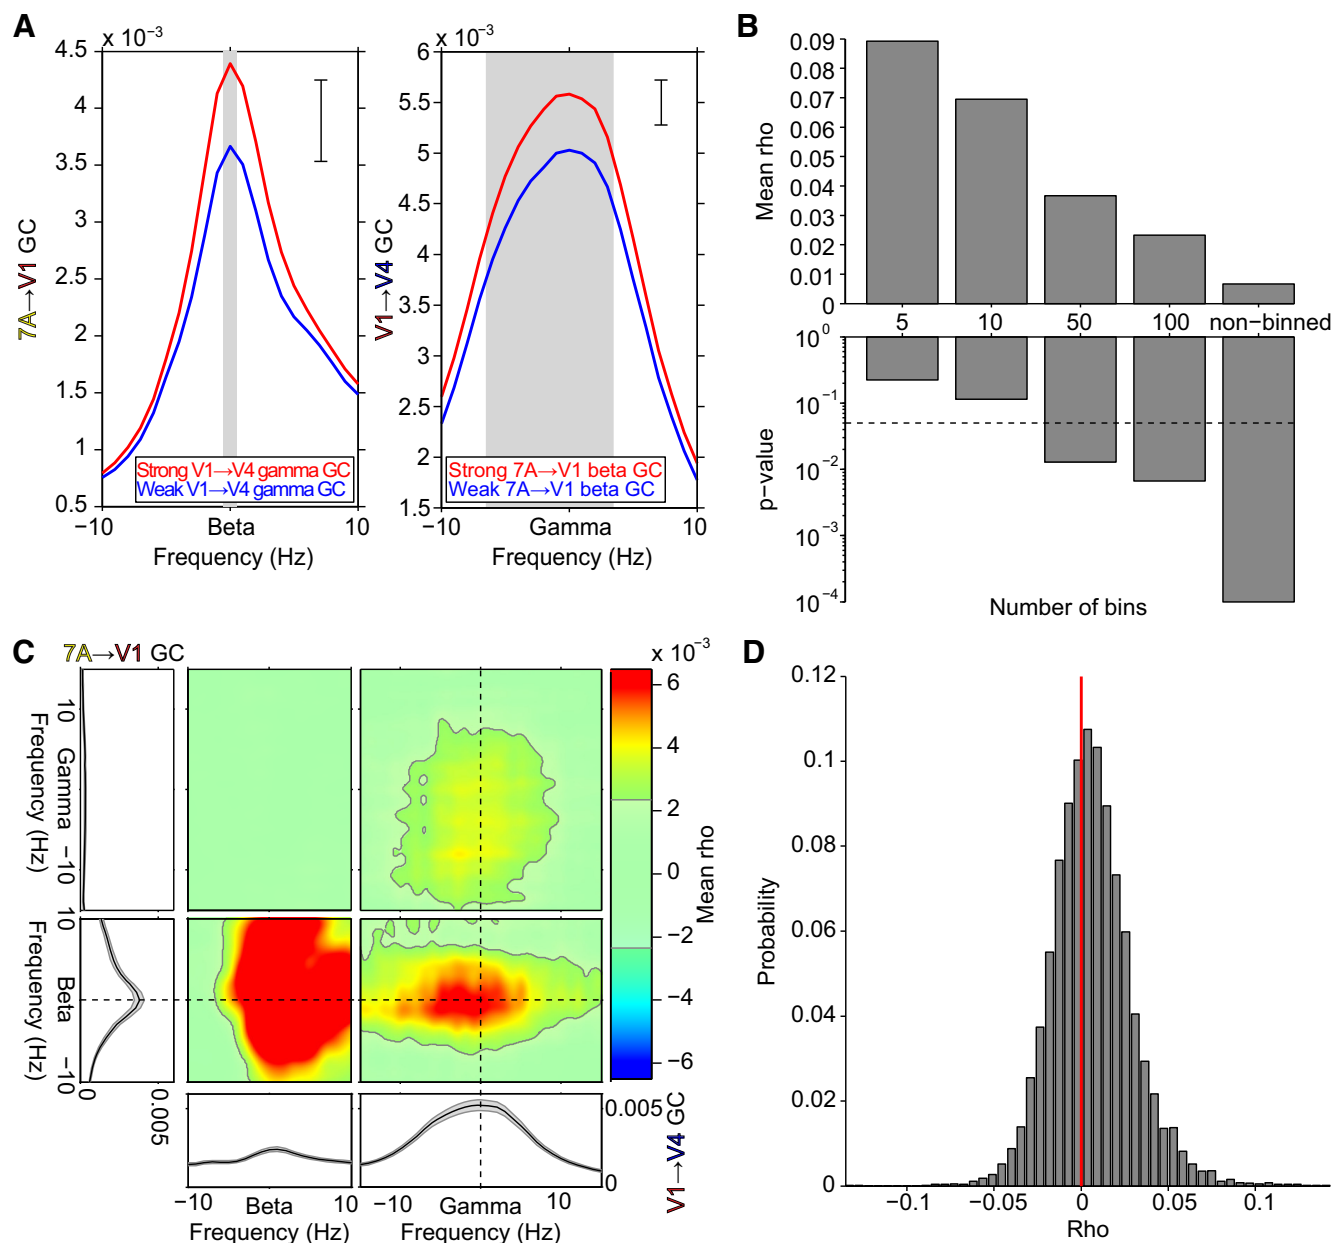 A
x 10−3
4.5
4
3.5
3
2.5
2
1.5
1
0.5
7A→V1 GC
Strong V1→V4 gamma GC
Weak V1→V4 gamma GC
−10
Beta
10
Frequency (Hz)
x 10−3
6
5.5
5
4.5
4
3.5
3
2.5
2
1.5
V1→V4 GC
Strong 7A→V1 beta GC
Weak 7A→V1 beta GC
−10
Gamma
10
Frequency (Hz)
B
0.09
0.08
0.07
0.06
0.05
0.04
0.03
0.02
0.01
0
Mean rho
5
10
50
100
non−binned
100
10−1
10−2
10−3
10−4
p−value
Number of bins
C
7A→V1 GC
10
Gamma
−10
Frequency (Hz)
10
Beta
−10
Frequency (Hz)
0
0.005
x 10−3
6
4
2
0
−2
−4
−6
Mean rho
0.005
0
V1→V4 GC
−10
Beta
10
Frequency (Hz)
−10
Gamma
10
Frequency (Hz)
D
0.12
0.1
0.08
0.06
0.04
0.02
0
Probability
−0.1
−0.05
0
0.05
0.1
Rho